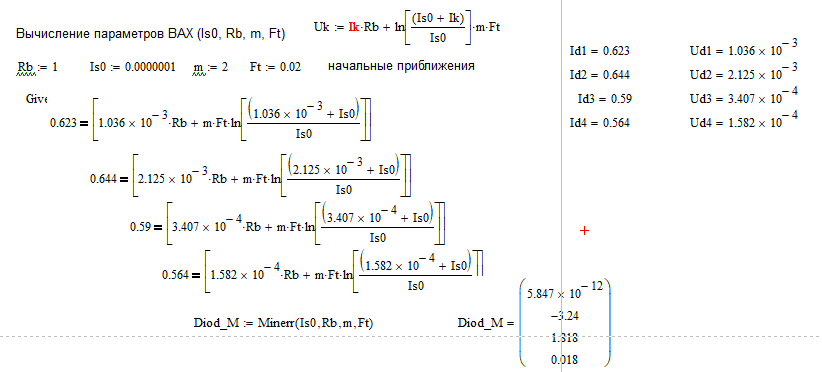 Вычисление параметров ВАХ (Is0, Rb, m, Ft)
Uk := Ik·Rb + ln[(Is0 + Ik)/Is0]·m·Ft
Rb := 1 Is0 := 0.0000001 m := 2 Ft := 0.02 начальные приближения
Id1 = 0.623 Ud1 = 1.036 × 10^-3
Id2 = 0.644 Ud2 = 2.125 × 10^-3
Id3 = 0.59 Ud3 = 3.407 × 10^-4
Id4 = 0.564 Ud4 = 1.582 × 10^-4
Give
0.623 = [1.036 × 10^-3·Rb + m·Ft·ln[(1.036 × 10^-3 + Is0)/Is0]]
0.644 = [2.125 × 10^-3·Rb + m·Ft·ln[(2.125 × 10^-3 + Is0)/Is0]]
0.59 = [3.407 × 10^-4·Rb + m·Ft·ln[(3.407 × 10^-4 + Is0)/Is0]]
0.564 = [1.582 × 10^-4·Rb + m·Ft·ln[(1.582 × 10^-4 + Is0)/Is0]]
Diod_M := Minerr(Is0, Rb, m, Ft) Diod_M =
5.847 × 10^-12
-3.24
1.318
0.018